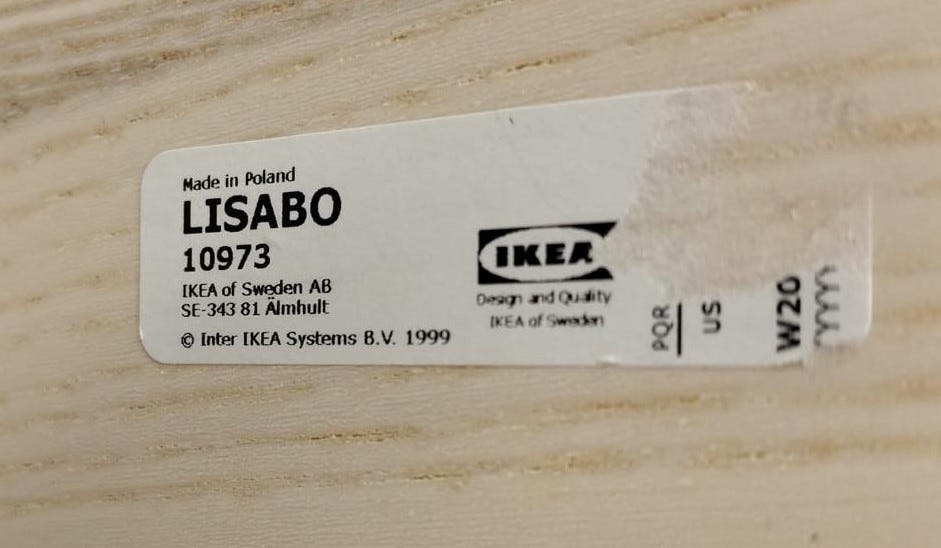 Made in Poland
LISABO
10973
IKEA of Sweden AB
SE-343 81 Älmhult
© Inter IKEA Systems B.V. 1999
IKEA
Design and Quality
IKEA of Sweden
PQR
US
W20